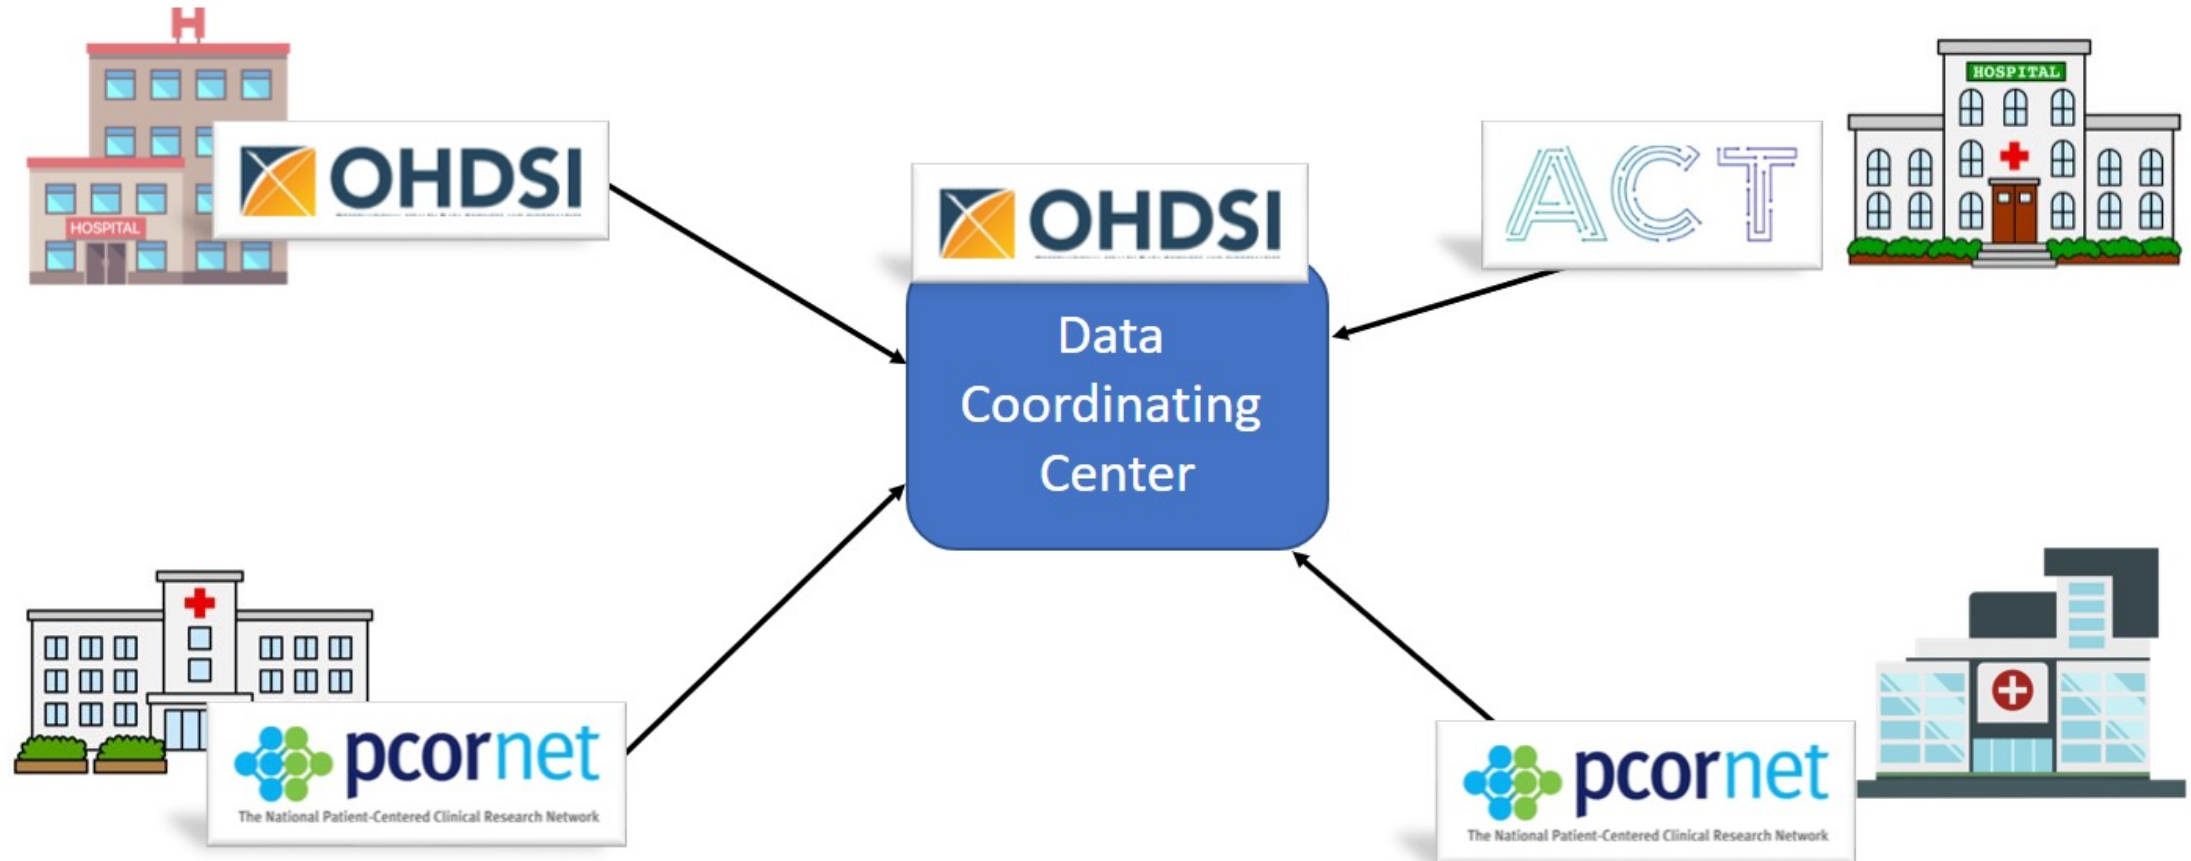 H
HOSPITAL
OHDSI
OHDSI
ACT
HOSPITAL
Data
Coordinating
Center
pcornet
The National Patient-Centered Clinical Research Network
pcornet
The National Patient-Centered Clinical Research Network